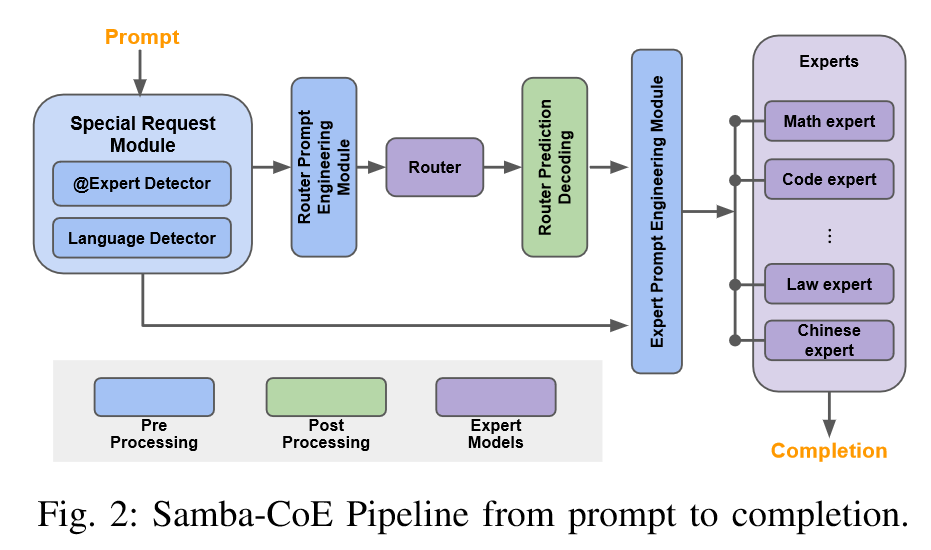 Prompt
Special Request
Module
@Expert Detector
Language Detector
Router Prompt
Engineering
Module
Router
Router Prediction
Decoding
Expert Prompt Engineering Module
Experts
Math expert
Code expert
...
Law expert
Chinese
expert
Completion
Pre
Processing
Post
Processing
Expert
Models
Fig. 2: Samba-CoE Pipeline from prompt to completion.